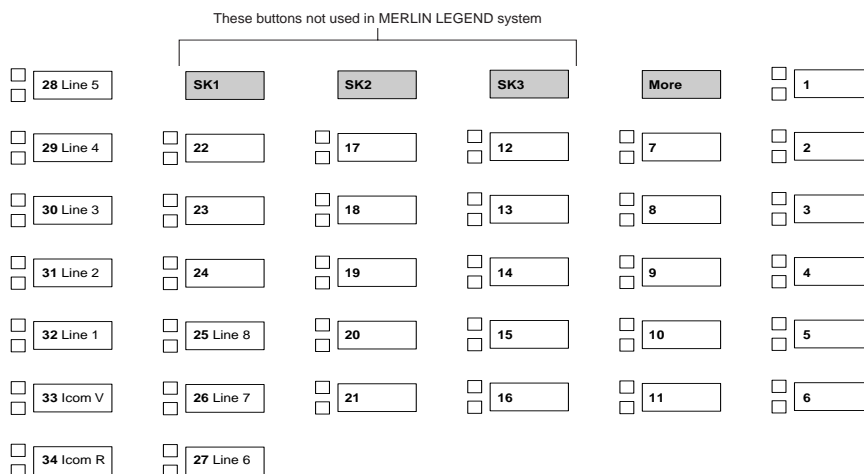 These buttons not used in MERLIN LEGEND system
28 Line 5 SK1 SK2 SK3 More 1
29 Line 4 22 17 12 7 2
30 Line 3 23 18 13 8 3
31 Line 2 24 19 14 9 4
32 Line 1 25 Line 8 20 15 10 5
33 Icom V 26 Line 7 21 16 11 6
34 Icom R 27 Line 6